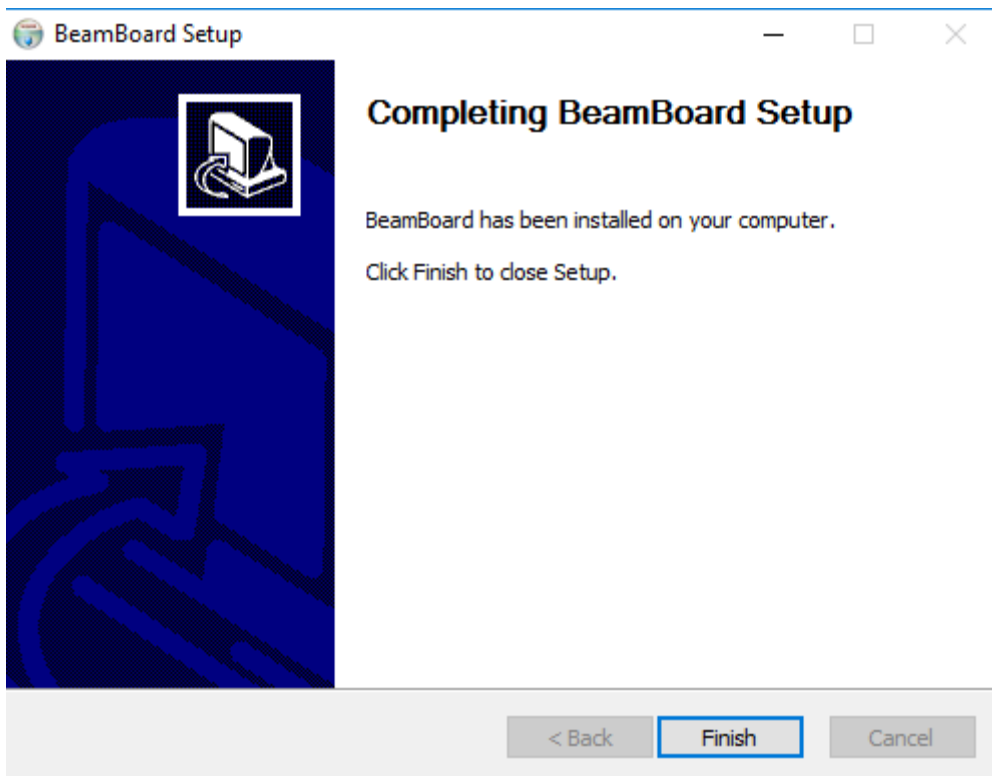 BeamBoard Setup
Completing BeamBoard Setup
BeamBoard has been installed on your computer.
Click Finish to close Setup.
< Back
Finish
Cancel